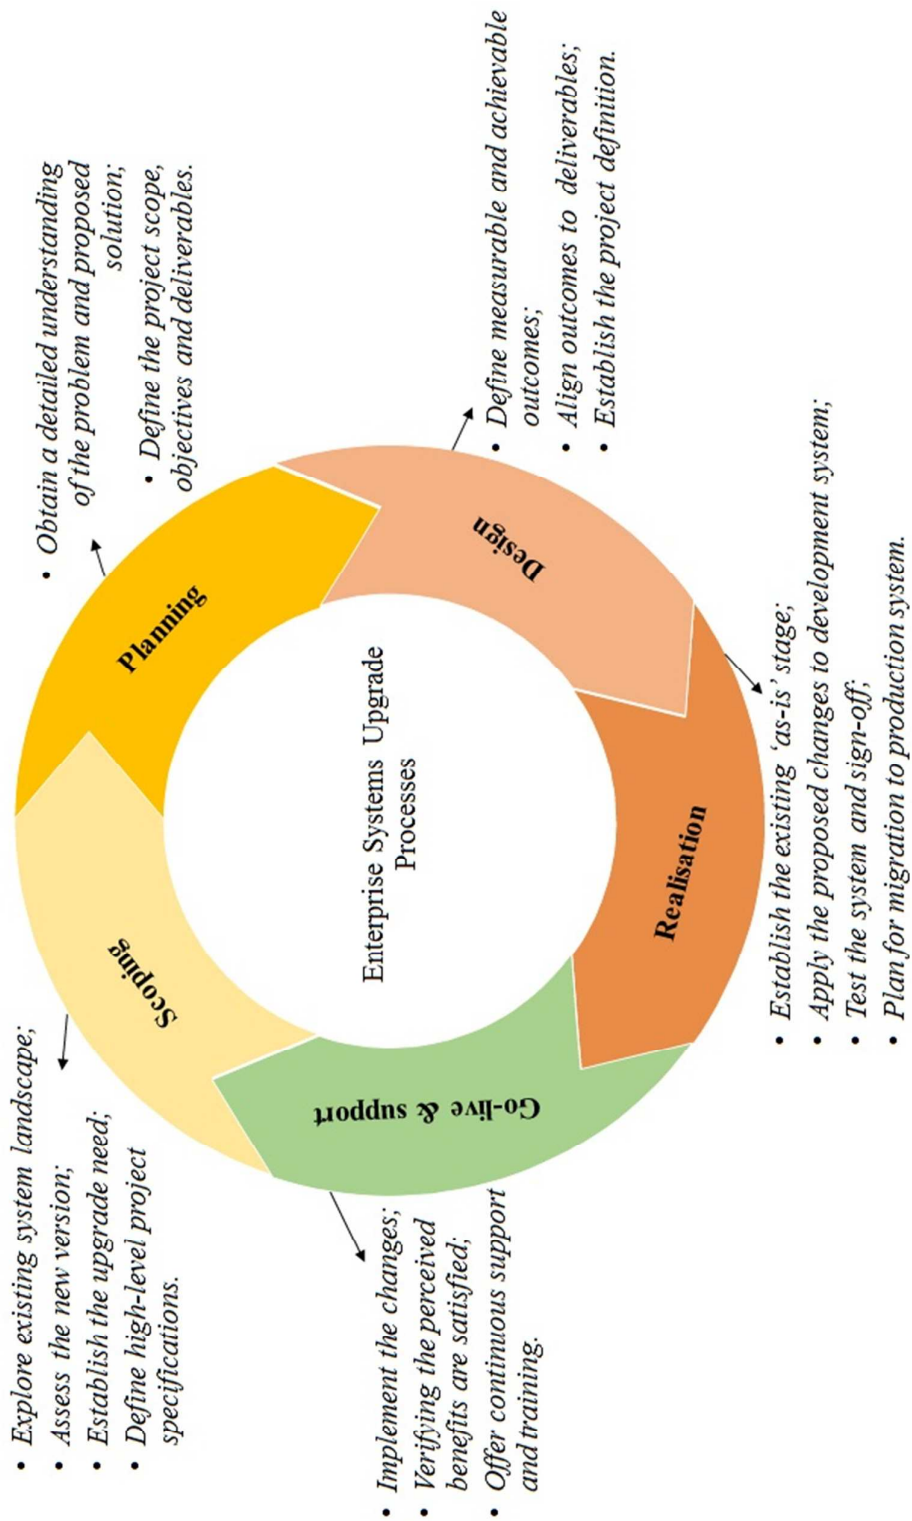 Enterprise Systems Upgrade
Processes
Scoping
• Explore existing system landscape;
• Assess the new version;
• Establish the upgrade need;
• Define high-level project
specifications.
Planning
• Obtain a detailed understanding
of the problem and proposed
solution;
• Define the project scope,
objectives and deliverables.
Design
• Define measurable and achievable
outcomes;
• Align outcomes to deliverables;
• Establish the project definition.
Realisation
• Establish the existing ‘as-is’ stage;
• Apply the proposed changes to development system;
• Test the system and sign-off;
• Plan for migration to production system.
Go-live & support
• Implement the changes;
• Verifying the perceived
benefits are satisfied;
• Offer continuous support
and training.